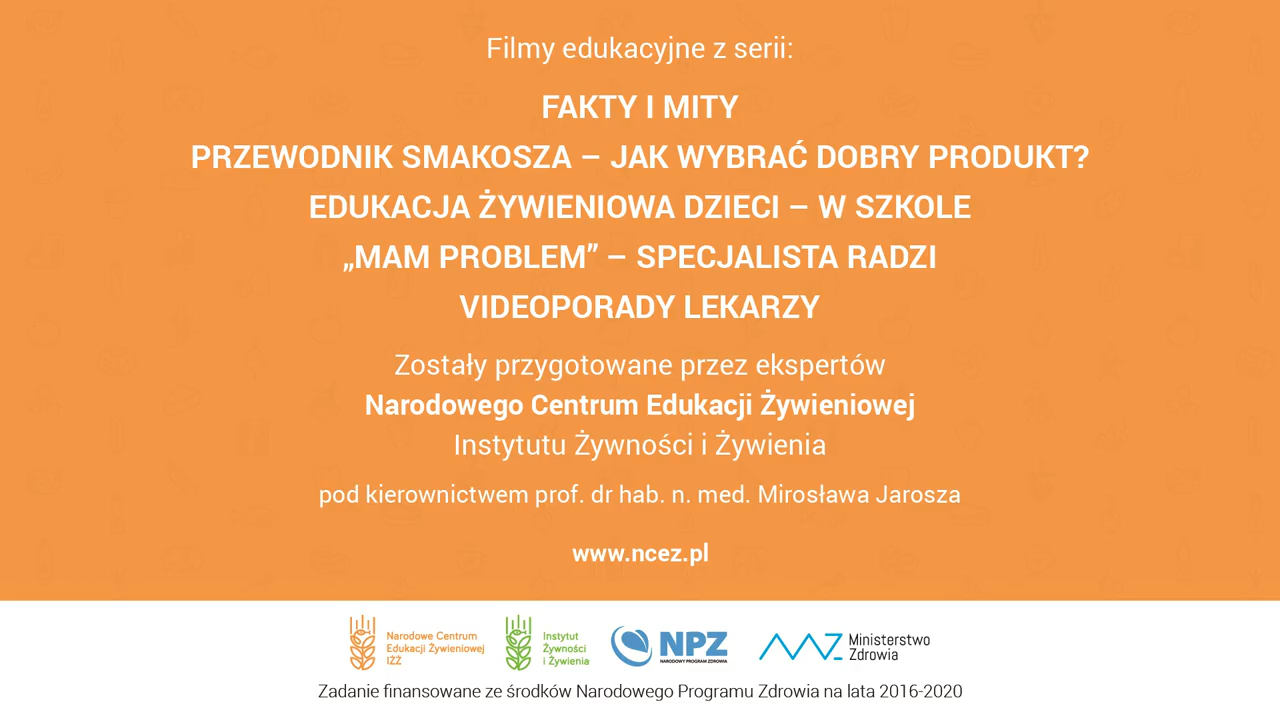 Filmy edukacyjne z serii:
FAKTY I MITY
PRZEWODNIK SMAKOSZA – JAK WYBRAĆ DOBRY PRODUKT?
EDUKACJA ŻYWIENIOWA DZIECI – W SZKOLE
„MAM PROBLEM” – SPECJALISTA RADZI
VIDEOPORADY LEKARZY
Zostały przygotowane przez ekspertów
Narodowego Centrum Edukacji Żywieniowej
Instytutu Żywności i Żywienia
pod kierownictwem prof. dr hab. n. med. Mirosława Jarosza
www.ncez.pl
Narodowe Centrum
Edukacji Żywieniowej
IŻŻ
Instytut
Żywności
i Żywienia
NPZ
NARODOWY PROGRAM ZDROWIA
Ministerstwo
Zdrowia
Zadanie finansowane ze środków Narodowego Programu Zdrowia na lata 2016-2020